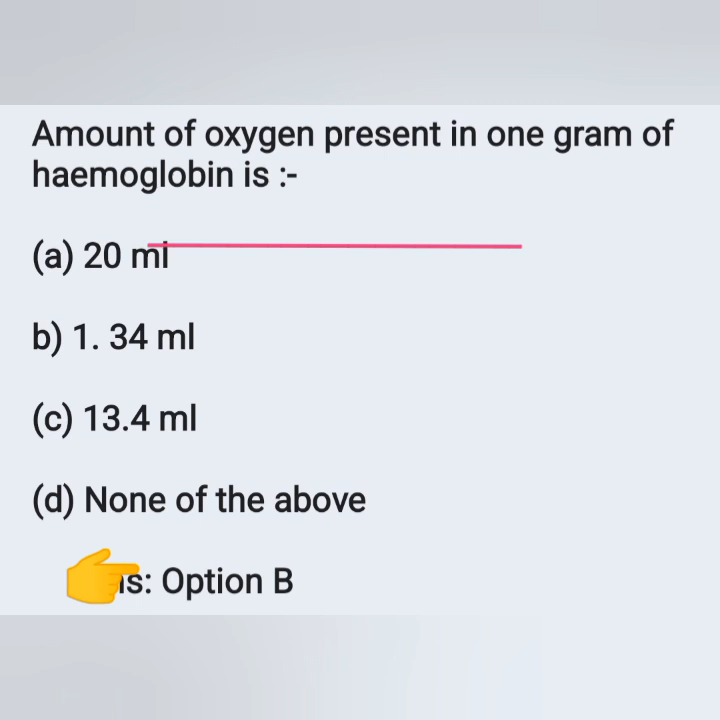 Amount of oxygen present in one gram of
haemoglobin is :-
(a) 20 ml
b) 1. 34 ml
(c) 13.4 ml
(d) None of the above
Option B